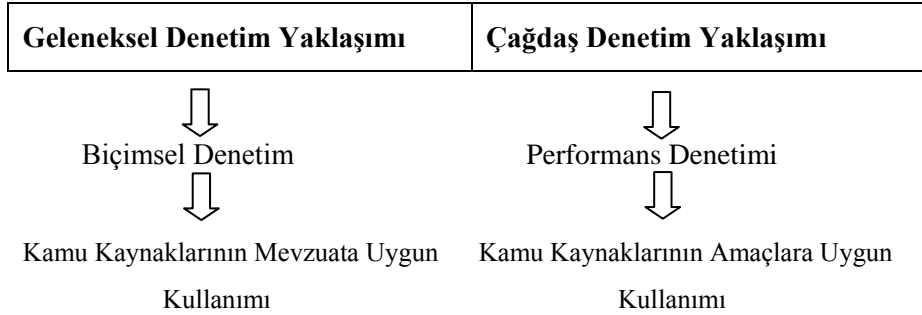 Geleneksel Denetim Yaklaşımı
Çağdaş Denetim Yaklaşımı
Biçimsel Denetim
Performans Denetimi
Kamu Kaynaklarının Mevzuata Uygun
Kullanımı
Kamu Kaynaklarının Amaçlara Uygun
Kullanımı